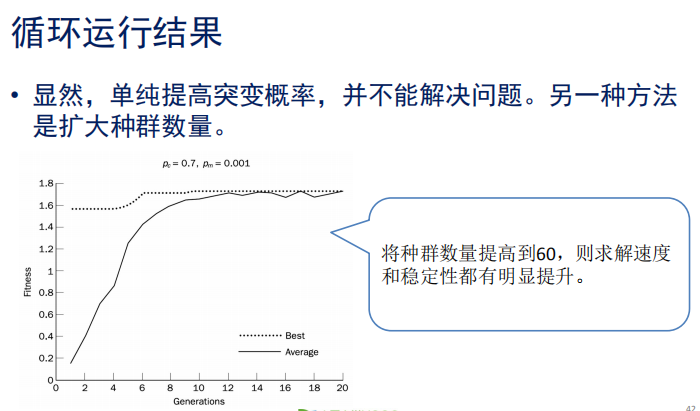 循环运行结果
• 显然，单纯提高突变概率，并不能解决问题。另一种方法
是扩大种群数量。
pc = 0.7, pm = 0.001
1.8
1.6
1.4
1.2
1
0.8
0.6
0.4
0.2
0
Fitness
0 2 4 6 8 10 12 14 16 18 20
Generations
Best
Average
将种群数量提高到60，则求解速度
和稳定性都有明显提升。
42